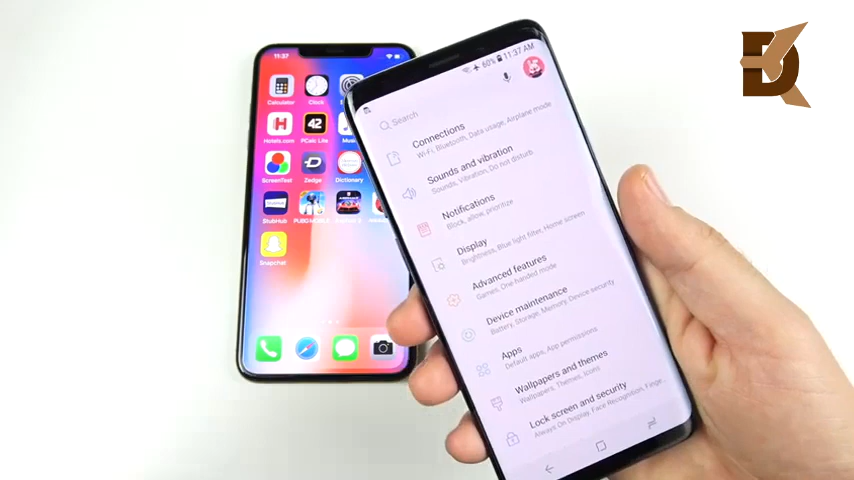 11:37
Calculator
Clock
Hotels.com
42
PCalc Lite
Music
ScreenTest
Zedge
Dictionary
StubHub
PUBG MOBILE
Snapchat
60% 11:37 AM
Search
Connections
Wi-Fi, Bluetooth, Data usage, Airplane mode
Sounds and vibration
Sounds, Vibration, Do not disturb
Notifications
Block, allow, prioritize
Display
Brightness, Blue light filter, Home screen
Advanced features
Games, One-handed mode
Device maintenance
Battery, Storage, Memory, Device security
Apps
Default apps, App permissions
Wallpapers and themes
Wallpapers, Themes, Icons
Lock screen and security
Always On Display, Face Recognition, Finge...
D